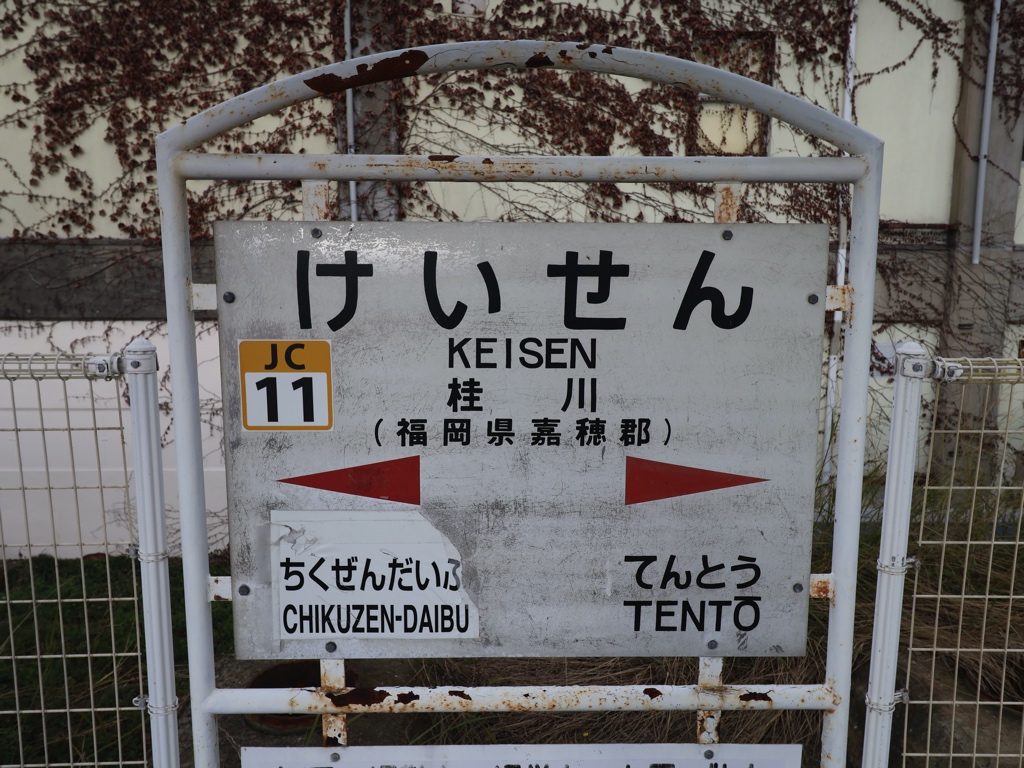 けいせん
KEISEN
JC
11
桂川
(福岡県嘉穂郡)
ちくぜんだいぶ
CHIKUZEN-DAIBU
てんとう
TENTŌ